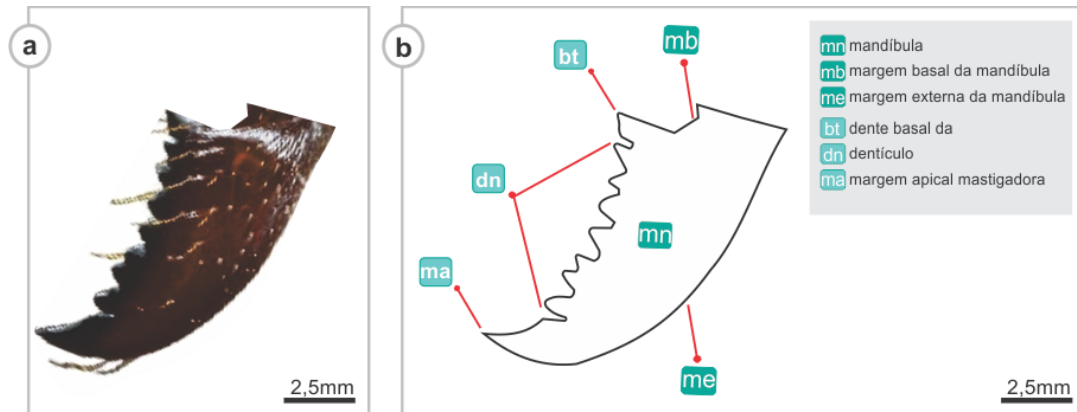 a
2,5mm
b
bt
mb
dn
mn
ma
me
2,5mm
mn mandíbula
mb margem basal da mandíbula
me margem externa da mandíbula
bt dente basal da
dn dentículo
ma margem apical mastigadora